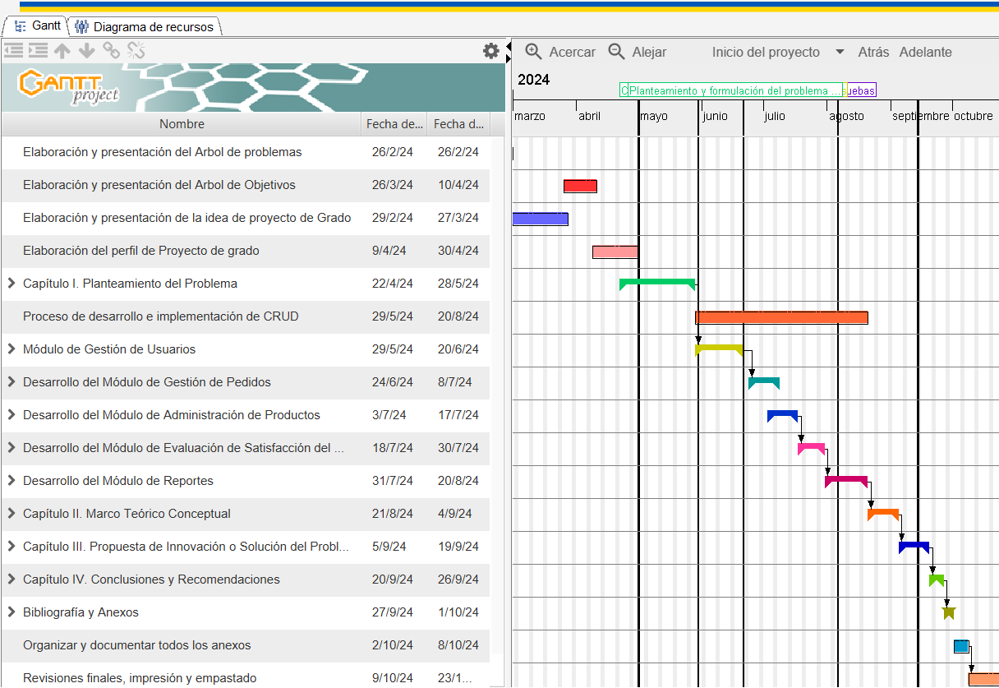 Gantt Diagrama de recursos
Acercar Alejar Inicio del proyecto Atrás Adelante
GANTT
project
2024
C Planteamiento y formulación del problema ... s uebas
marzo abril mayo junio julio agosto septiembre octubre
Nombre Fecha de... Fecha d...
Elaboración y presentación del Arbol de problemas 26/2/24 26/2/24
Elaboración y presentación del Arbol de Objetivos 26/3/24 10/4/24
Elaboración y presentación de la idea de proyecto de Grado 29/2/24 27/3/24
Elaboración del perfil de Proyecto de grado 9/4/24 30/4/24
Capítulo I. Planteamiento del Problema 22/4/24 28/5/24
Proceso de desarrollo e implementación de CRUD 29/5/24 20/8/24
Módulo de Gestión de Usuarios 29/5/24 20/6/24
Desarrollo del Módulo de Gestión de Pedidos 24/6/24 8/7/24
Desarrollo del Módulo de Administración de Productos 3/7/24 17/7/24
Desarrollo del Módulo de Evaluación de Satisfacción del ... 18/7/24 30/7/24
Desarrollo del Módulo de Reportes 31/7/24 20/8/24
Capítulo II. Marco Teórico Conceptual 21/8/24 4/9/24
Capítulo III. Propuesta de Innovación o Solución del Probl... 5/9/24 19/9/24
Capítulo IV. Conclusiones y Recomendaciones 20/9/24 26/9/24
Bibliografía y Anexos 27/9/24 1/10/24
Organizar y documentar todos los anexos 2/10/24 8/10/24
Revisiones finales, impresión y empastado 9/10/24 23/1...